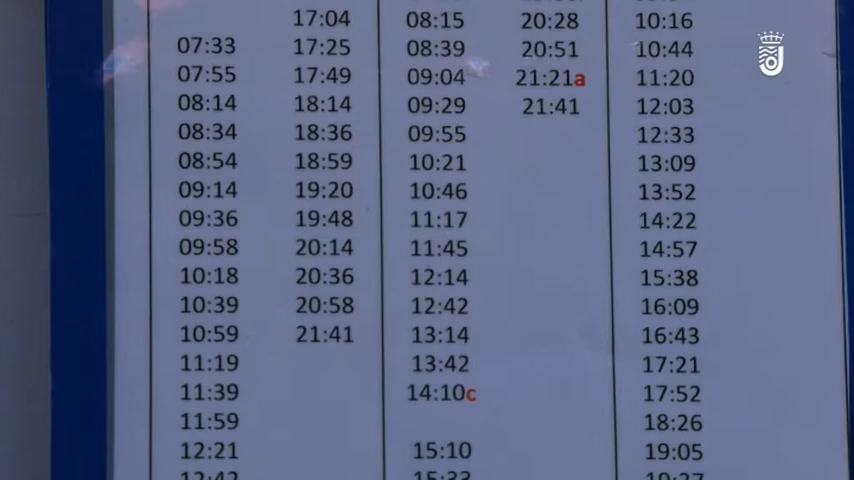 17:04 08:15 20:28 10:16
07:33 17:25 08:39 20:51 10:44
07:55 17:49 09:04 21:21a 11:20
08:14 18:14 09:29 21:41 12:03
08:34 18:36 09:55 12:33
08:54 18:59 10:21 13:09
09:14 19:20 10:46 13:52
09:36 19:48 11:17 14:22
09:58 20:14 11:45 14:57
10:18 20:36 12:14 15:38
10:39 20:58 12:42 16:09
10:59 21:41 13:14 16:43
11:19 13:42 17:21
11:39 14:10c 17:52
11:59 18:26
12:21 15:10 19:05